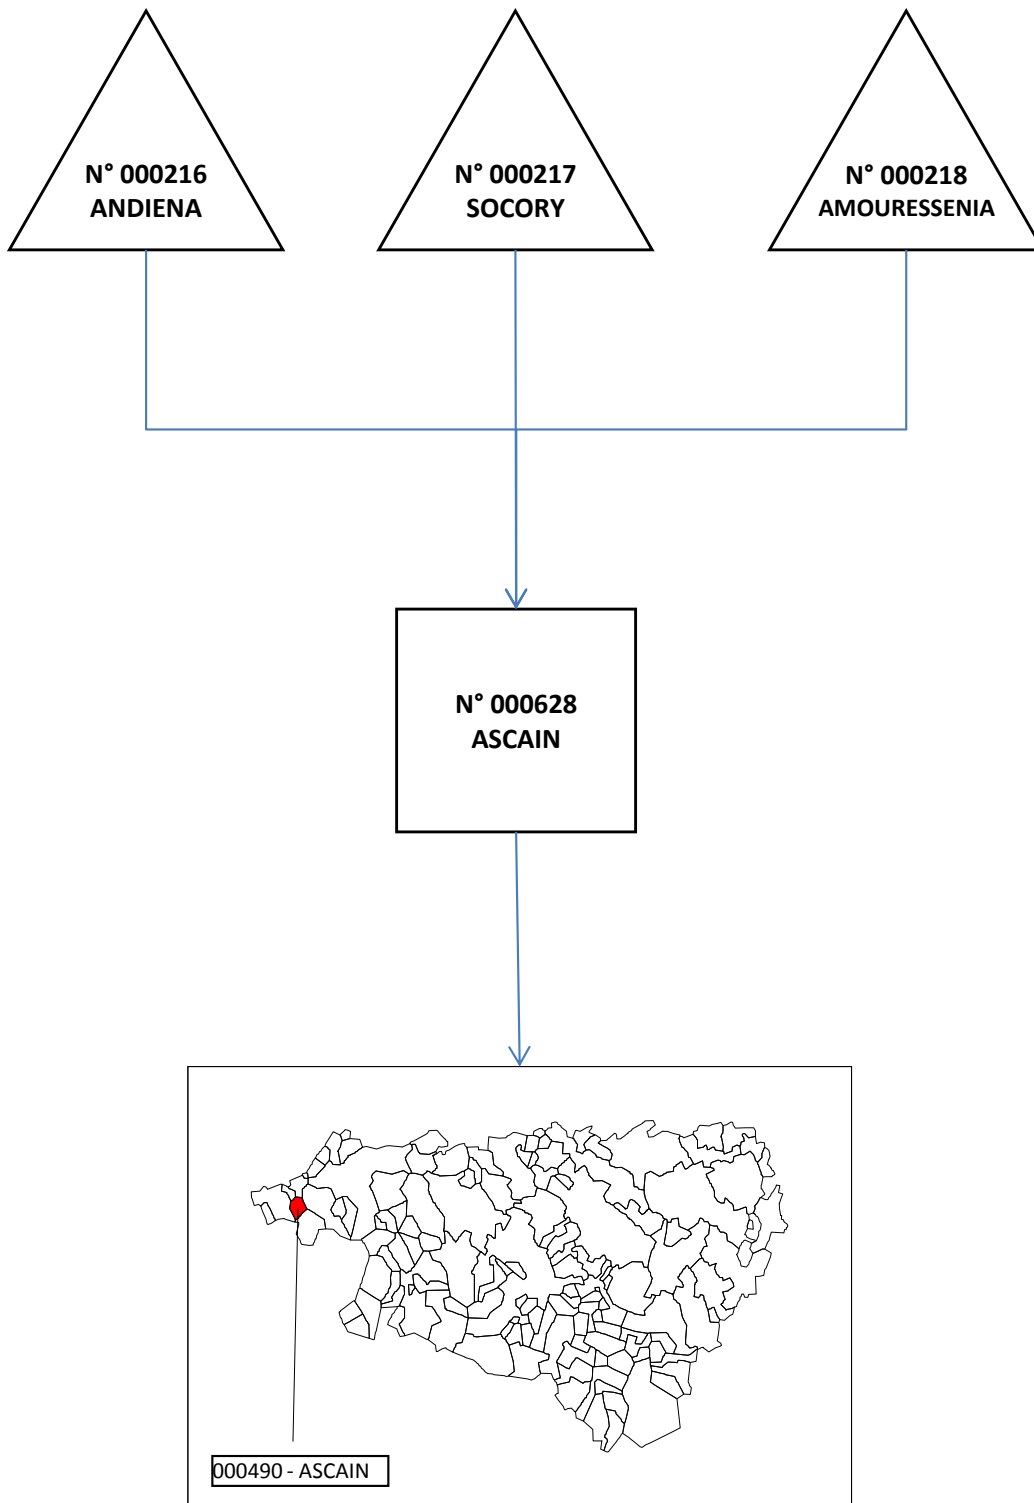 N° 000216
ANDIENA
N° 000217
SOCORY
N° 000218
AMOURESSENIA
N° 000628
ASCAIN
000490 - ASCAIN